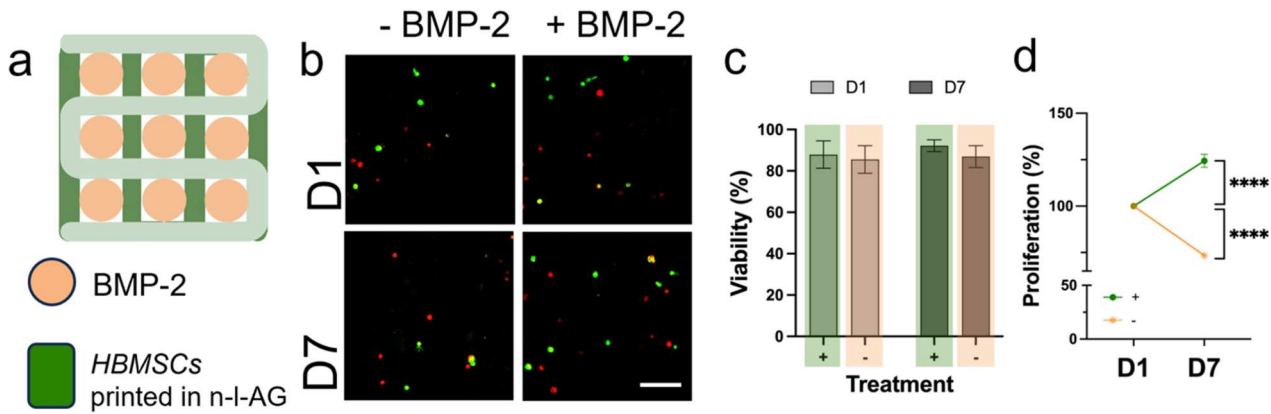 a
BMP-2
HBMSCs
printed in n-l-AG
b
- BMP-2 + BMP-2
D1
D7
c
D1 D7
Viability (%)
100
80
60
40
20
0
+ - + -
Treatment
d
Proliferation (%)
150
100
50
0
****
****
+
-
D1 D7